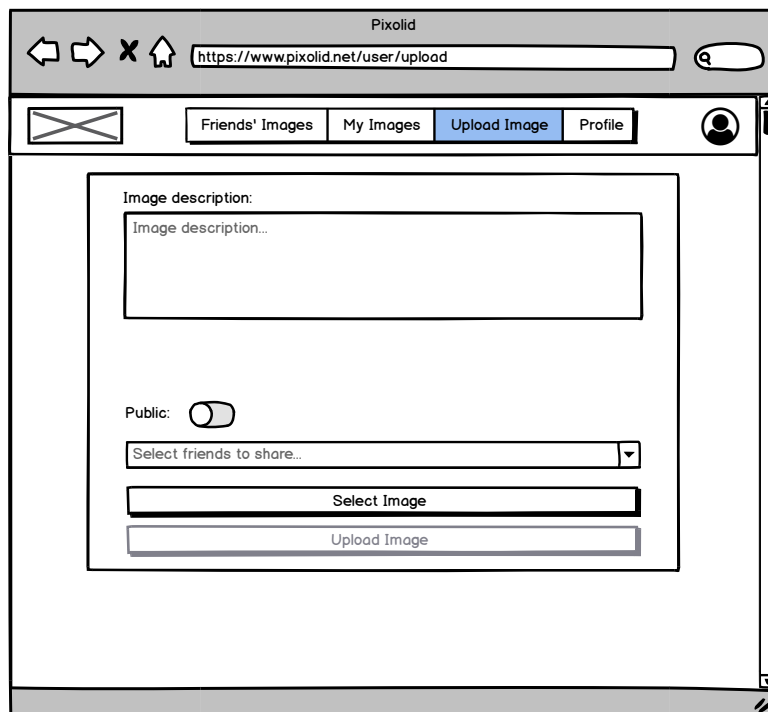 Pixolid
https://www.pixolid.net/user/upload
Friends' Images My Images Upload Image Profile
Image description:
Image description...
Public:
Select friends to share...
Select Image
Upload Image